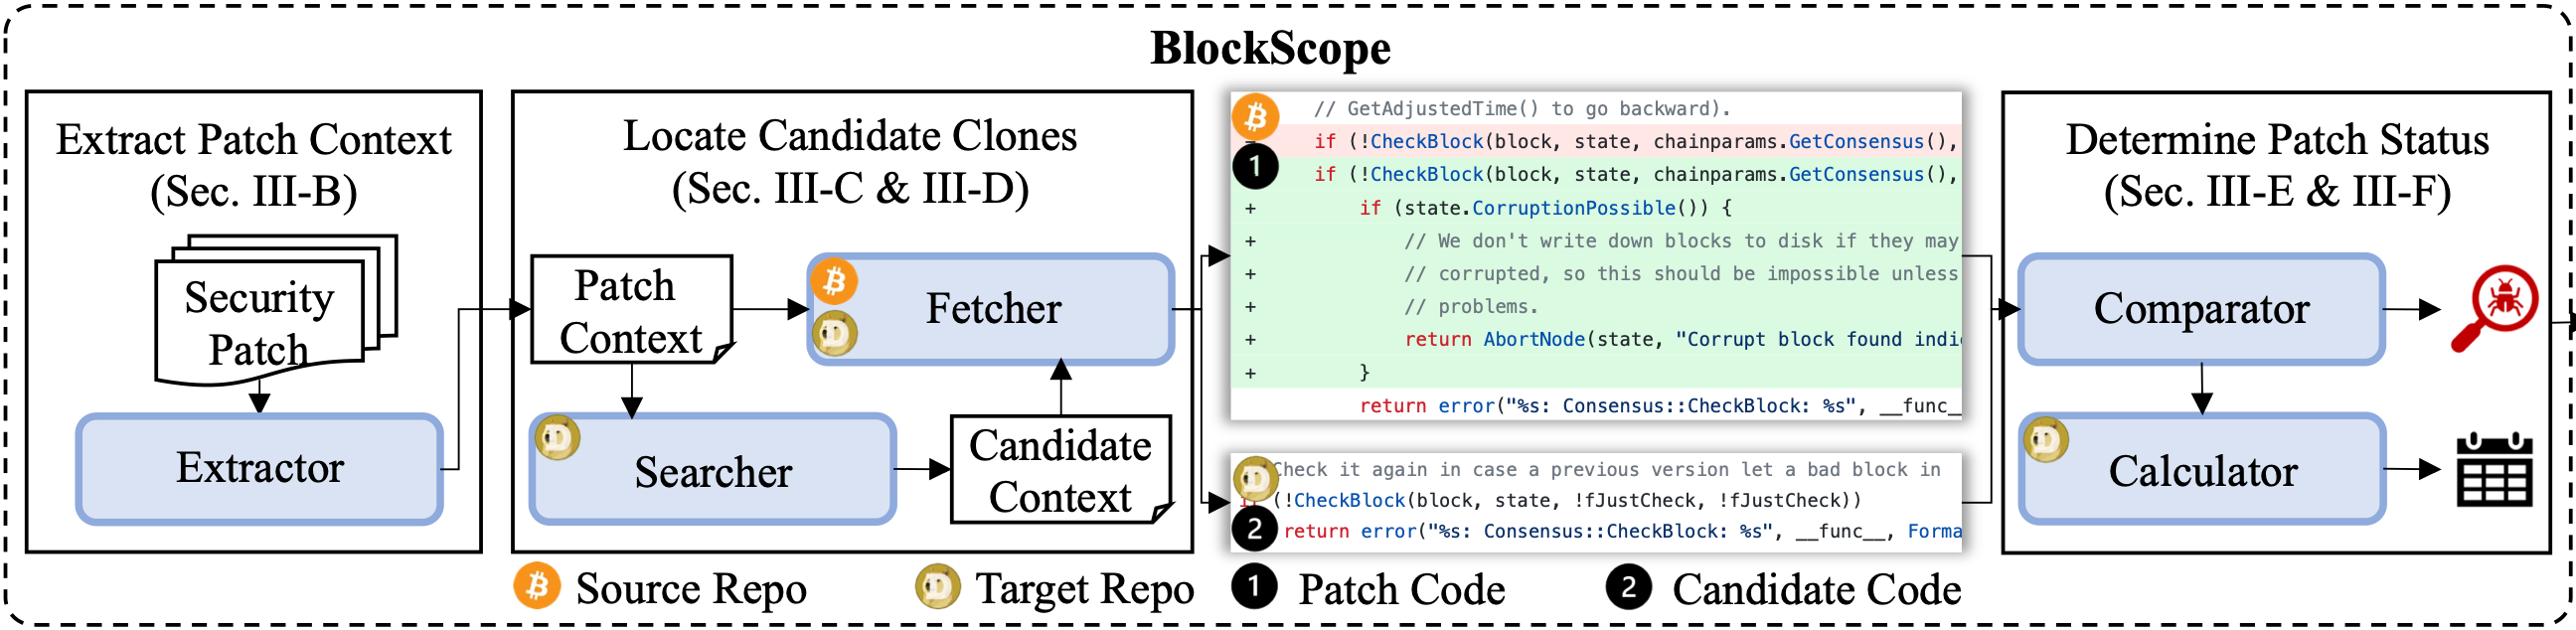 BlockScope
Extract Patch Context
(Sec. III-B)
Security
Patch
Extractor
Locate Candidate Clones
(Sec. III-C & III-D)
Patch
Context
Fetcher
Searcher
Candidate
Context
// GetAdjustedTime() to go backward).
if (!CheckBlock(block, state, chainparams.GetConsensus(),
1
if (!CheckBlock(block, state, chainparams.GetConsensus(),
+ if (state.CorruptionPossible()) {
+ // We don't write down blocks to disk if they may
+ // corrupted, so this should be impossible unless
+ // problems.
+ return AbortNode(state, "Corrupt block found indi
+ }
return error("%s: Consensus::CheckBlock: %s", __func_
Check it again in case a previous version let a bad block in
(!CheckBlock(block, state, !fJustCheck, !fJustCheck))
2 return error("%s: Consensus::CheckBlock: %s", __func__, Forma
Determine Patch Status
(Sec. III-E & III-F)
Comparator
Calculator
Source Repo
Target Repo
1 Patch Code
2 Candidate Code